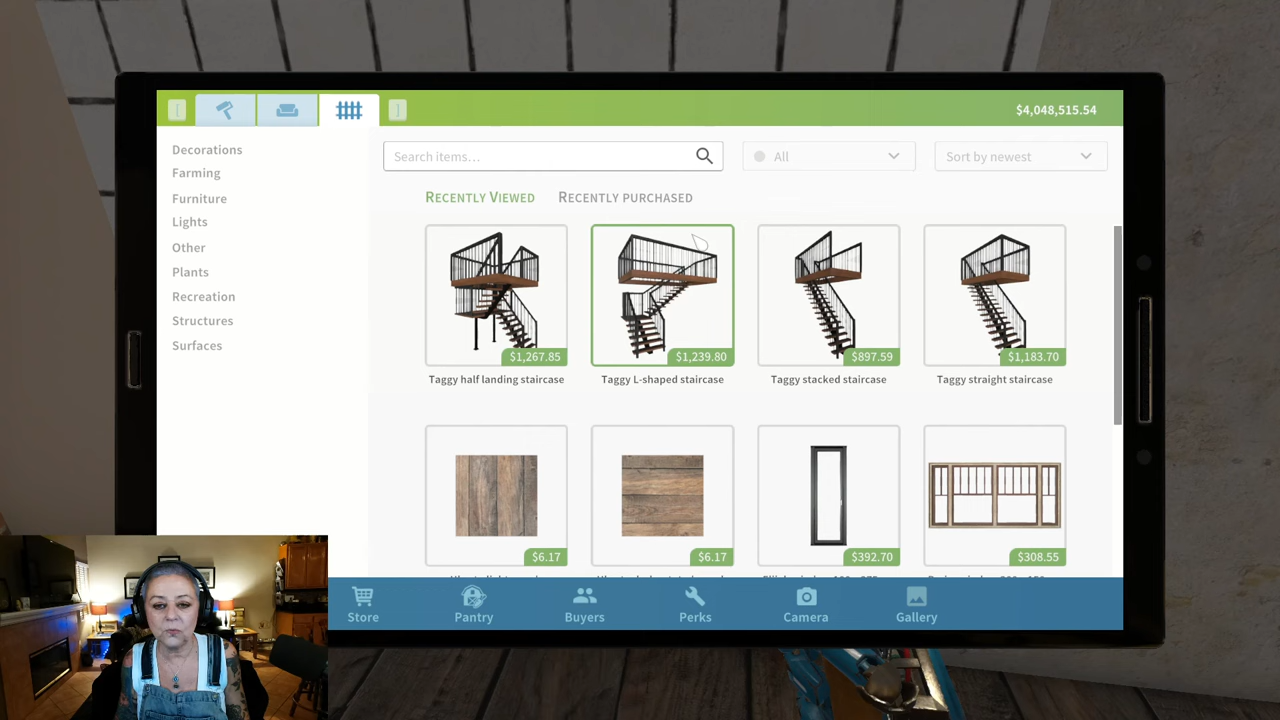 [
]
$4,048,515.54
Decorations
Farming
Furniture
Lights
Other
Plants
Recreation
Structures
Surfaces
Search items...
All
Sort by newest
RECENTLY VIEWED
RECENTLY PURCHASED
$1,267.85
$1,239.80
$897.59
$1,183.70
Taggy half landing staircase
Taggy L-shaped staircase
Taggy stacked staircase
Taggy straight staircase
$6.17
$6.17
$392.70
$308.55
Store
Pantry
Buyers
Perks
Camera
Gallery